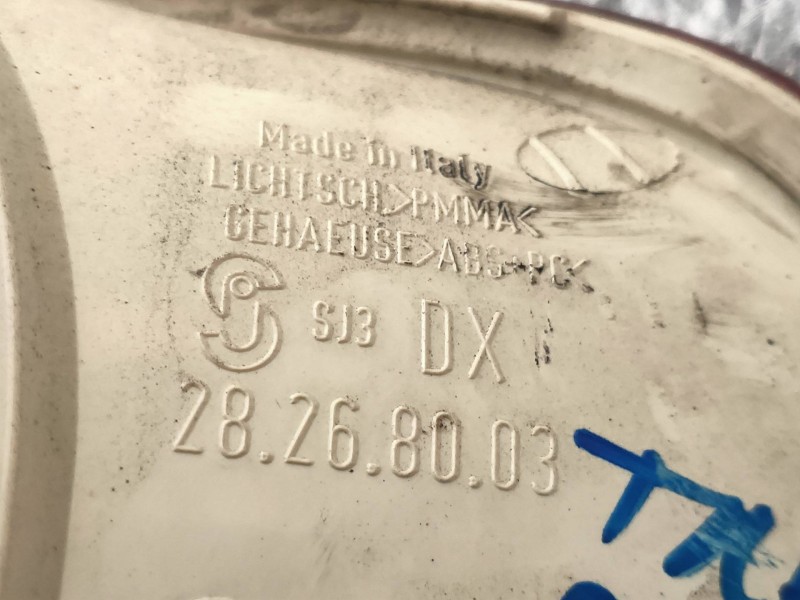 Made in Italy
LICHTSCH>PMMA<
GEHAEUSE>ABS+PC<
SJ3 DX
28.26.80.03